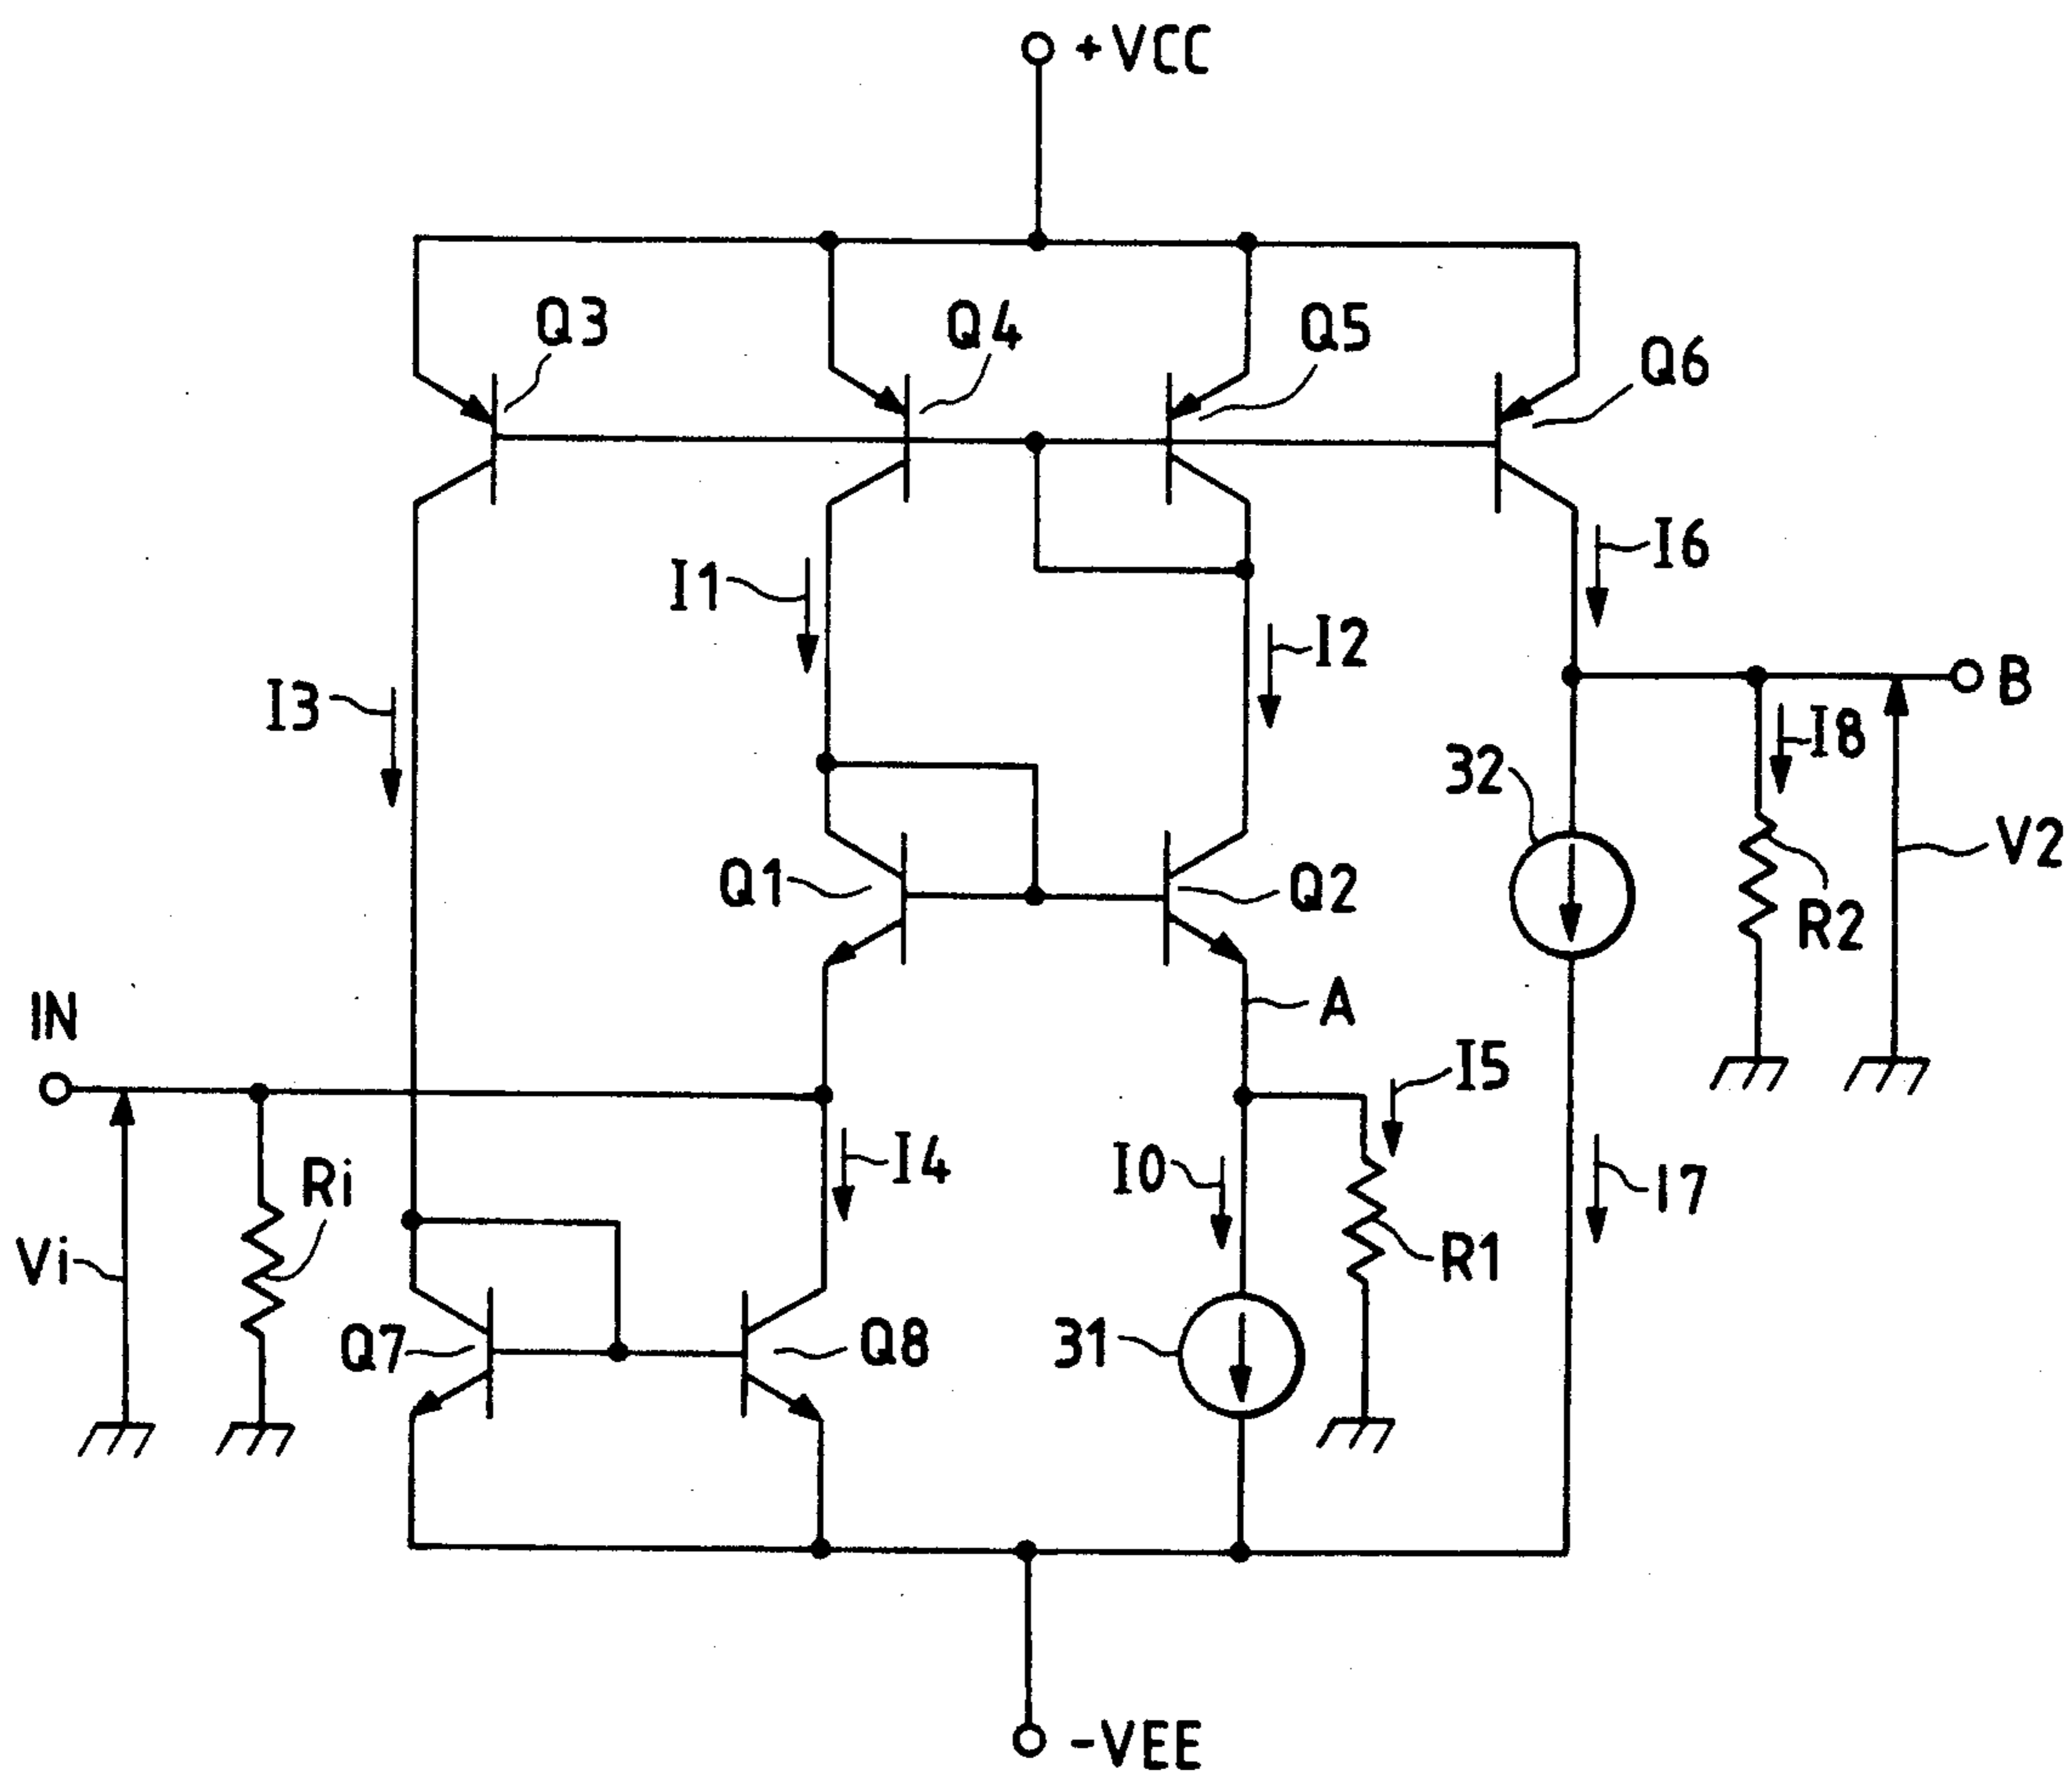 +VCC
Q3
Q4
Q5
Q6
I1
I6
I2
I3
B
I8
32
V2
Q1
Q2
R2
IN
A
I5
I4
I0
Ri
I7
Vi
R1
Q7
Q8
31
-VEE